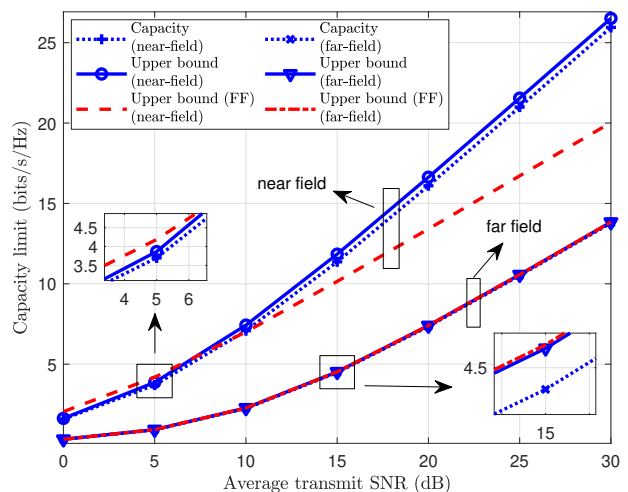 Capacity
(near-field)
Upper bound
(near-field)
Upper bound (FF)
(near-field)
Capacity
(far-field)
Upper bound
(far-field)
Upper bound (FF)
(far-field)
near field
far field
4.5
4
3.5
4 5 6
4.5
15
25
20
15
10
5
0 5 10 15 20 25 30
Capacity limit (bits/s/Hz)
Average transmit SNR (dB)